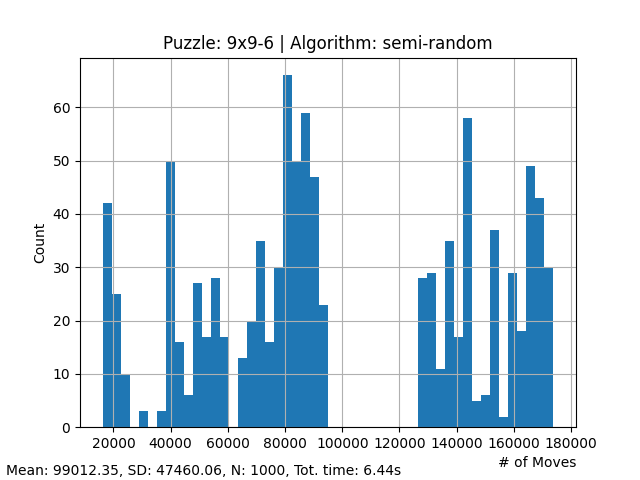 Puzzle: 9x9-6 | Algorithm: semi-random
Count
60
50
40
30
20
10
0
20000 40000 60000 80000 100000 120000 140000 160000 180000
# of Moves
Mean: 99012.35, SD: 47460.06, N: 1000, Tot. time: 6.44s